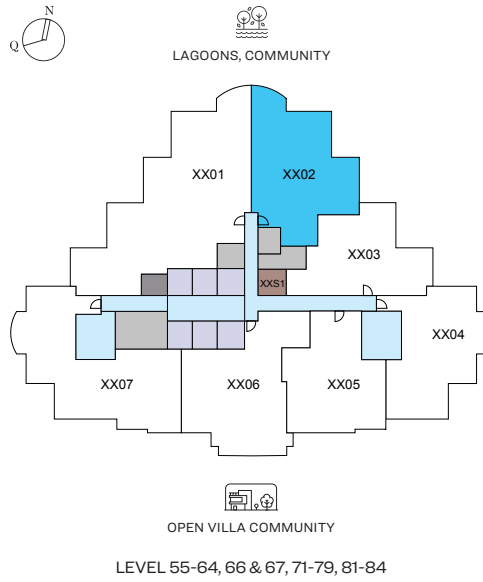 N
Q
LAGOONS, COMMUNITY
XX01
XX02
XX03
XXS1
XX04
XX07
XX06
XX05
OPEN VILLA COMMUNITY
LEVEL 55-64, 66 & 67, 71-79, 81-84